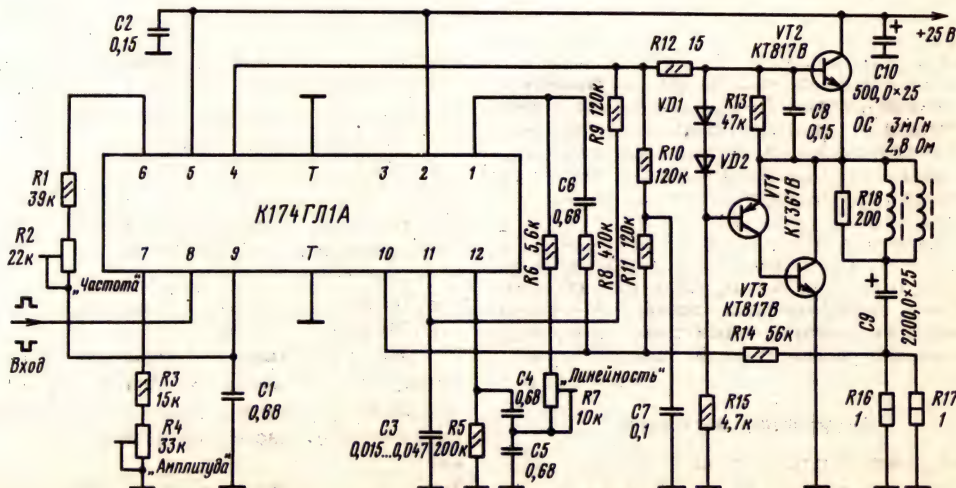 C2
0,15
+
+25 В
VT2
КТ817В
C10
500,0×25
R12 15
VD1
R13
47к
C8
0,15
ОС
3мГн
2,8 Ом
VD2
R9 120к
R10
120к
R1
39к
R2
22к
„Частота"
6 5 4 Т 3 2 1
К174ГЛ1А
7 8 9 Т 10 11 12
C6
0,68
R6 5,6к
R8 470к
R11 120к
VT1
КТ361В
R18
200
VT3
КТ817В
+
C9
2200,0×25
R14 56к
Вход
R3
15к
R4
33к
„Амплитуда"
C1
0,68
C3
0,015...0,047
R5
200к
C4
0,68
C5
0,68
„Линейность"
R7
10к
C7
0,1
R15
4,7к
R16
1
R17
1